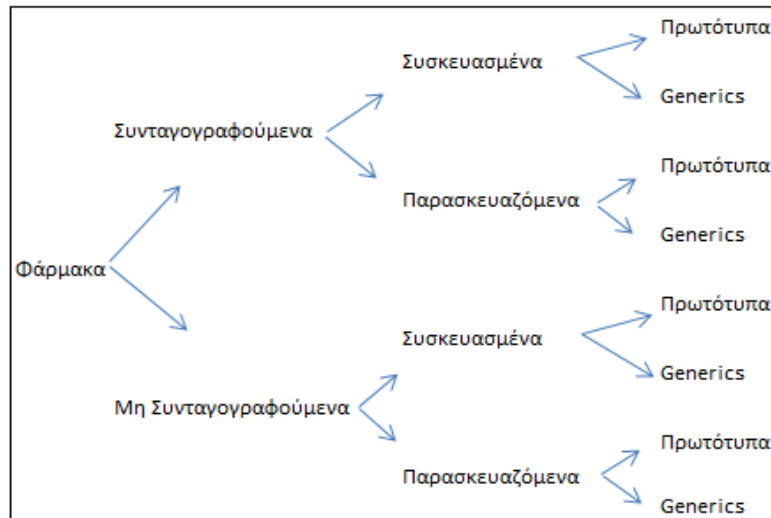 Πρωτότυπα
Συσκευασμένα
Generics
Συνταγογραφούμενα
Πρωτότυπα
Παρασκευαζόμενα
Generics
Φάρμακα
Πρωτότυπα
Συσκευασμένα
Generics
Μη Συνταγογραφούμενα
Πρωτότυπα
Παρασκευαζόμενα
Generics